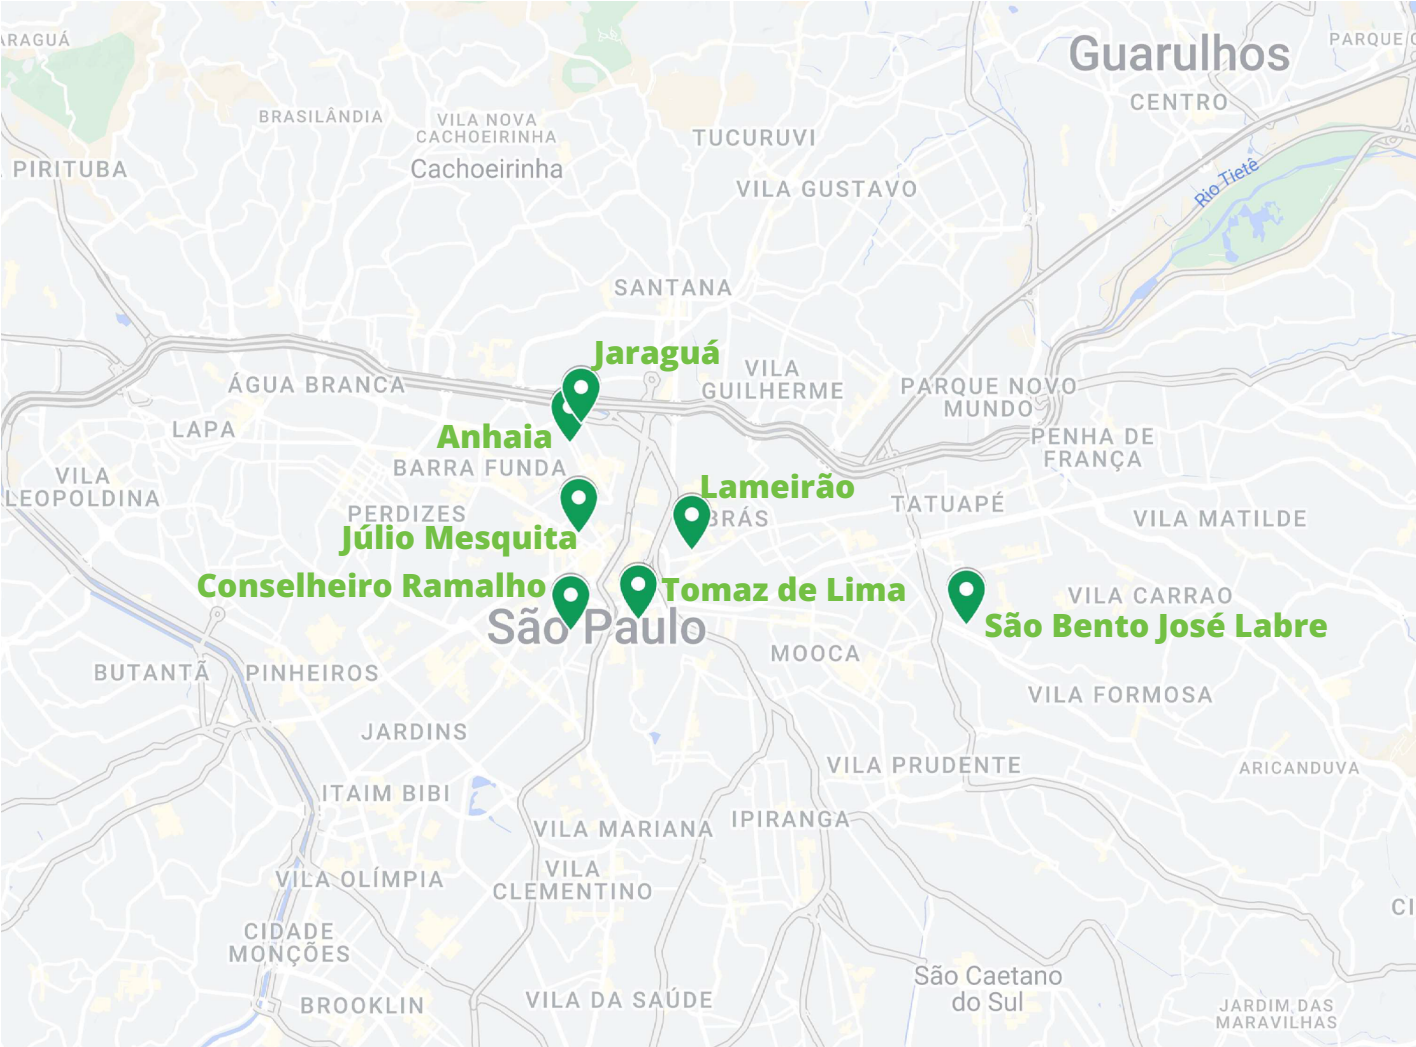 Guarulhos
PARQUE
ARAGUÁ
CENTRO
BRASILÂNDIA
VILA NOVA
CACHOEIRINHA
TUCURUVI
PIRITUBA
Cachoeirinha
VILA GUSTAVO
Rio Tietê
SANTANA
Jaraguá
VILA
GUILHERME
ÁGUA BRANCA
PARQUE NOVO
MUNDO
LAPA
Anhaia
PENHA DE
FRANÇA
BARRA FUNDA
VILA
LEOPOLDINA
Lameirão
TATUAPÉ
PERDIZES
BRÁS
VILA MATILDE
Júlio Mesquita
Conselheiro Ramalho
Tomaz de Lima
VILA CARRAO
São Paulo
São Bento José Labre
MOOCA
BUTANTÃ
PINHEIROS
VILA FORMOSA
JARDINS
VILA PRUDENTE
ARICANDUVA
ITAIM BIBI
VILA MARIANA
IPIRANGA
VILA
CLEMENTINO
VILA OLÍMPIA
CI
CIDADE
MONÇÕES
São Caetano
do Sul
BROOKLIN
VILA DA SAÚDE
JARDIM DAS
MARAVILHAS